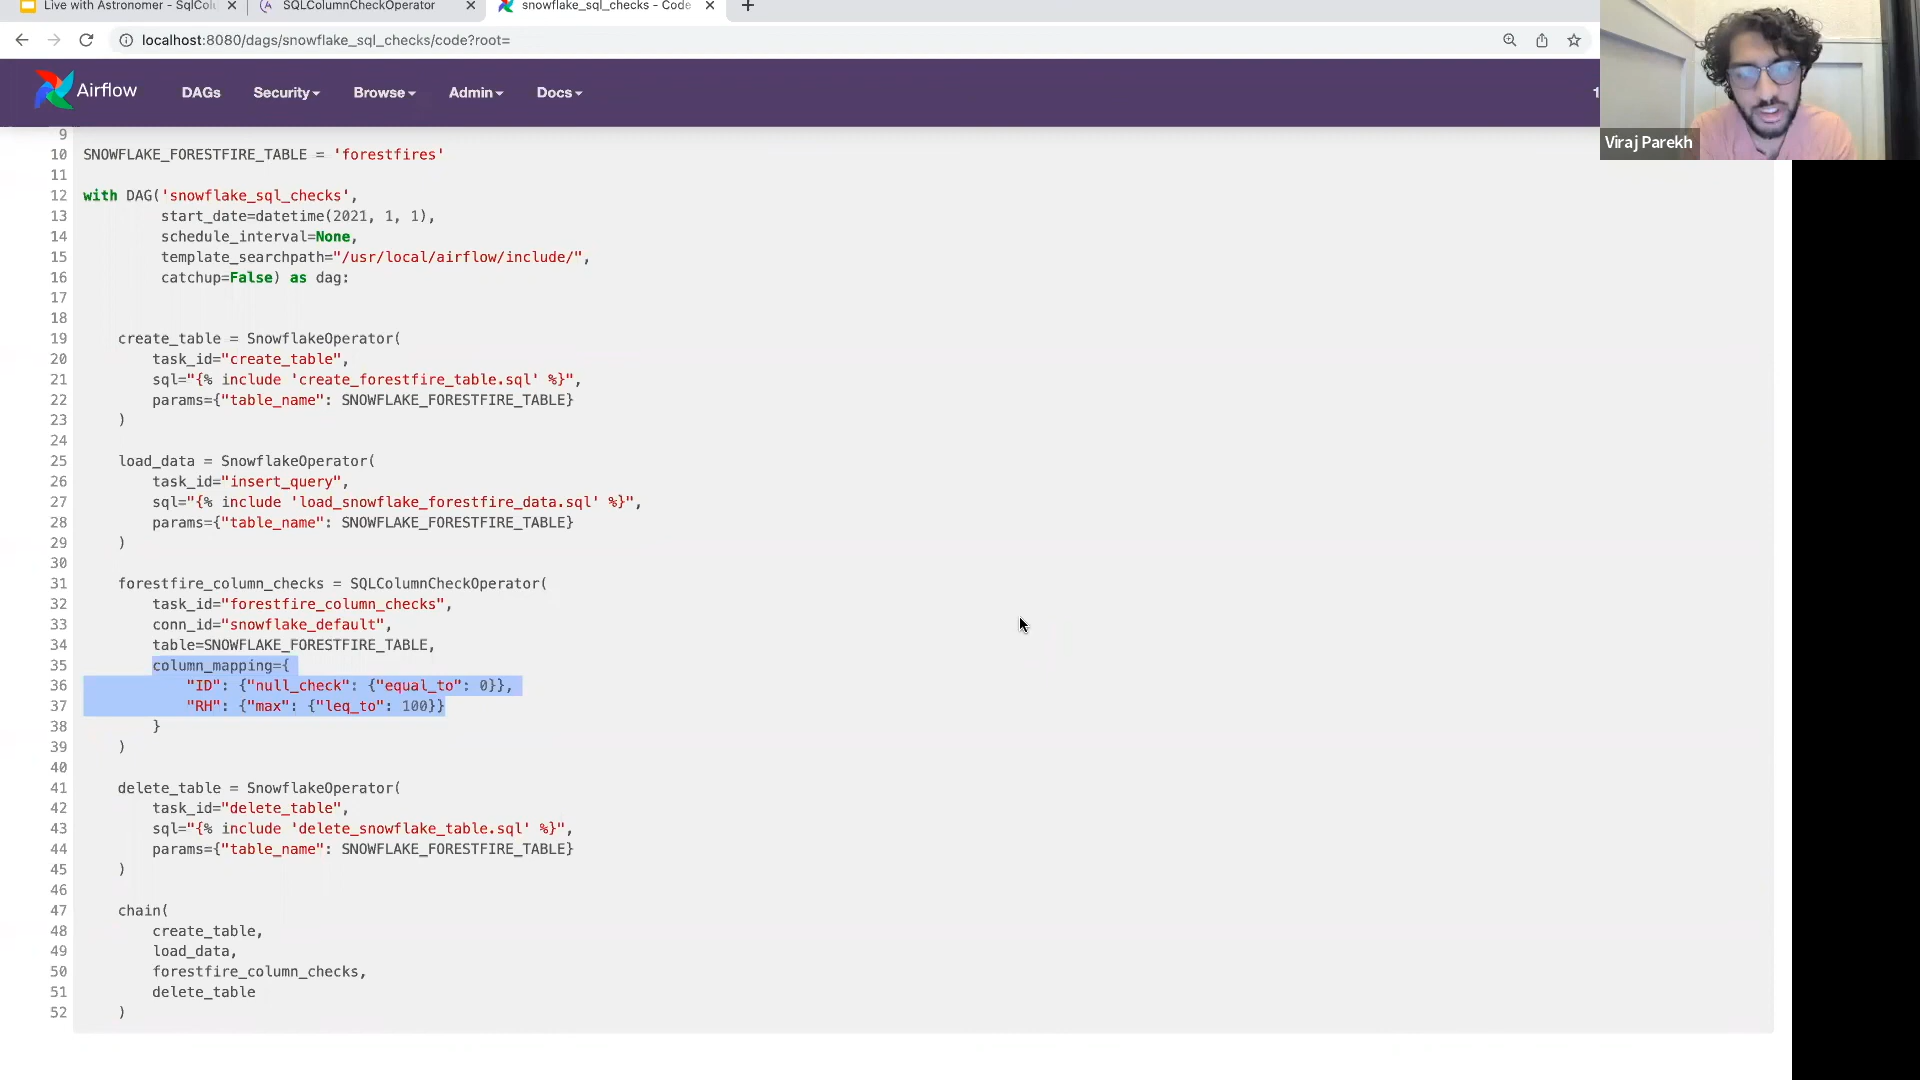 Live with Astronomer - SqlColu
SQLColumnCheckOperator
snowflake_sql_checks - Code
localhost:8080/dags/snowflake_sql_checks/code?root=
Airflow
DAGs
Security
Browse
Admin
Docs
1
Viraj Parekh
9
10 SNOWFLAKE_FORESTFIRE_TABLE = 'forestfires'
11
12 with DAG('snowflake_sql_checks',
13 start_date=datetime(2021, 1, 1),
14 schedule_interval=None,
15 template_searchpath="/usr/local/airflow/include/",
16 catchup=False) as dag:
17
18
19 create_table = SnowflakeOperator(
20 task_id="create_table",
21 sql="{% include 'create_forestfire_table.sql' %}",
22 params={"table_name": SNOWFLAKE_FORESTFIRE_TABLE}
23 )
24
25 load_data = SnowflakeOperator(
26 task_id="insert_query",
27 sql="{% include 'load_snowflake_forestfire_data.sql' %}",
28 params={"table_name": SNOWFLAKE_FORESTFIRE_TABLE}
29 )
30
31 forestfire_column_checks = SQLColumnCheckOperator(
32 task_id="forestfire_column_checks",
33 conn_id="snowflake_default",
34 table=SNOWFLAKE_FORESTFIRE_TABLE,
35 column_mapping={
36 "ID": {"null_check": {"equal_to": 0}},
37 "RH": {"max": {"leq_to": 100}}
38 }
39 )
40
41 delete_table = SnowflakeOperator(
42 task_id="delete_table",
43 sql="{% include 'delete_snowflake_table.sql' %}",
44 params={"table_name": SNOWFLAKE_FORESTFIRE_TABLE}
45 )
46
47 chain(
48 create_table,
49 load_data,
50 forestfire_column_checks,
51 delete_table
52 )